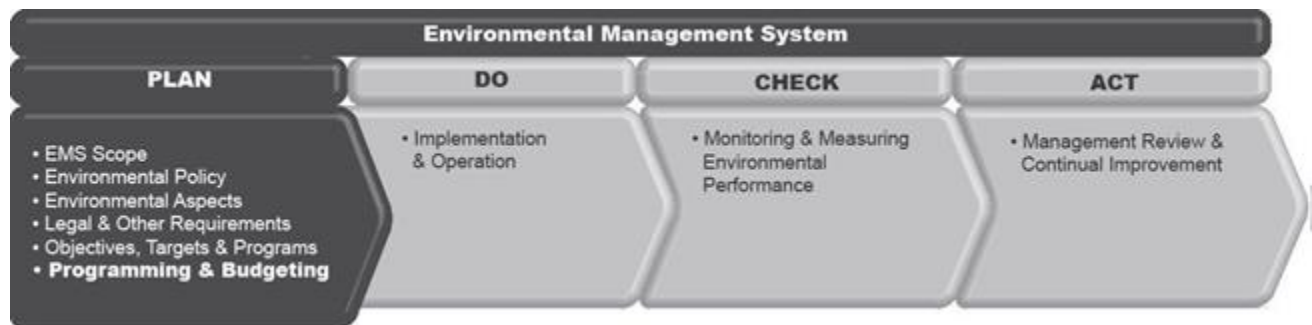 Environmental Management System
PLAN
• EMS Scope
• Environmental Policy
• Environmental Aspects
• Legal & Other Requirements
• Objectives, Targets & Programs
• Programming & Budgeting
DO
• Implementation
& Operation
CHECK
• Monitoring & Measuring
Environmental
Performance
ACT
• Management Review &
Continual Improvement